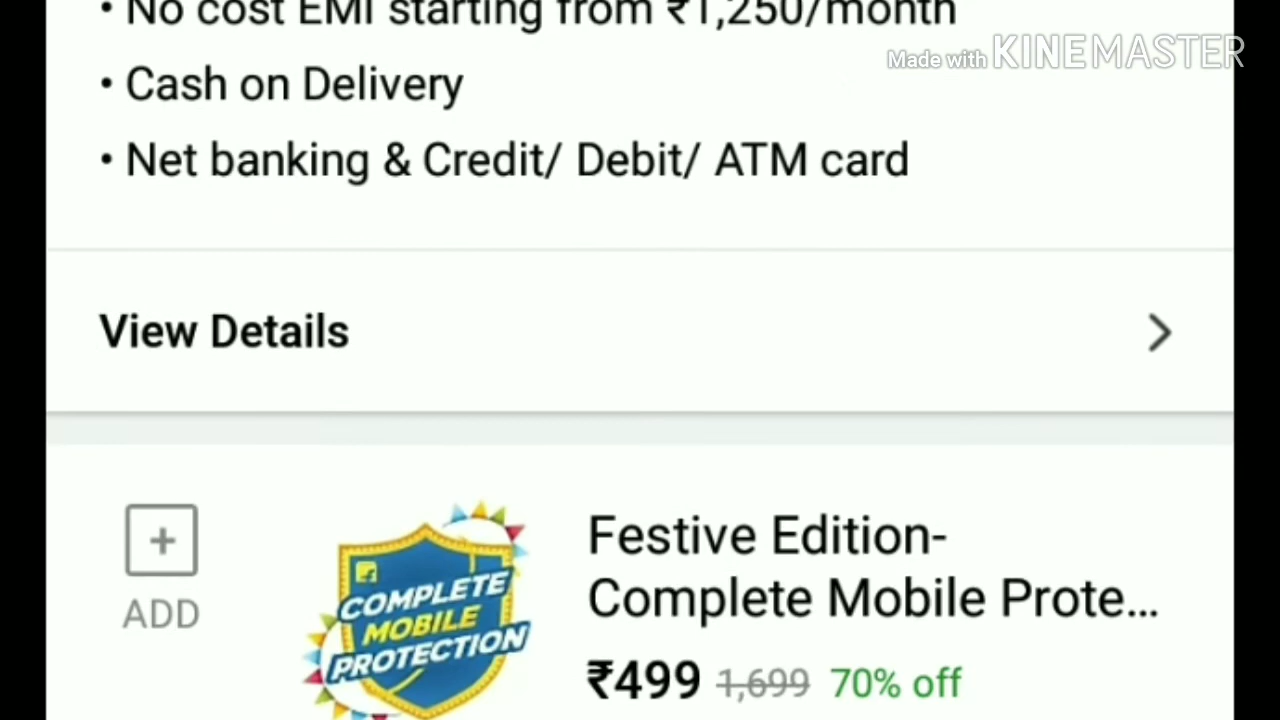 • No cost EMI starting from ₹1,250/month
Made with KINEMASTER
• Cash on Delivery
• Net banking & Credit/ Debit/ ATM card
View Details
+
ADD
COMPLETE
MOBILE
PROTECTION
Festive Edition-
Complete Mobile Prote...
₹499 1,699 70% off